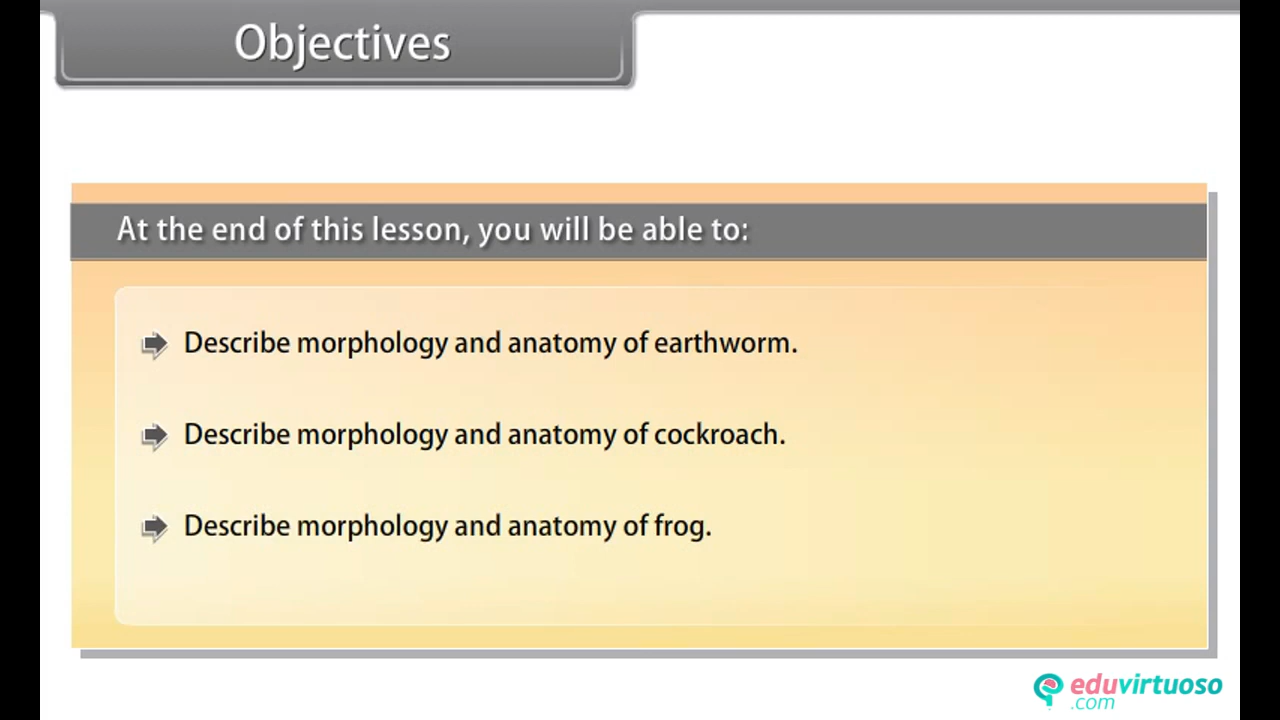 Objectives
At the end of this lesson, you will be able to:
Describe morphology and anatomy of earthworm.
Describe morphology and anatomy of cockroach.
Describe morphology and anatomy of frog.
eduvirtuoso
.com